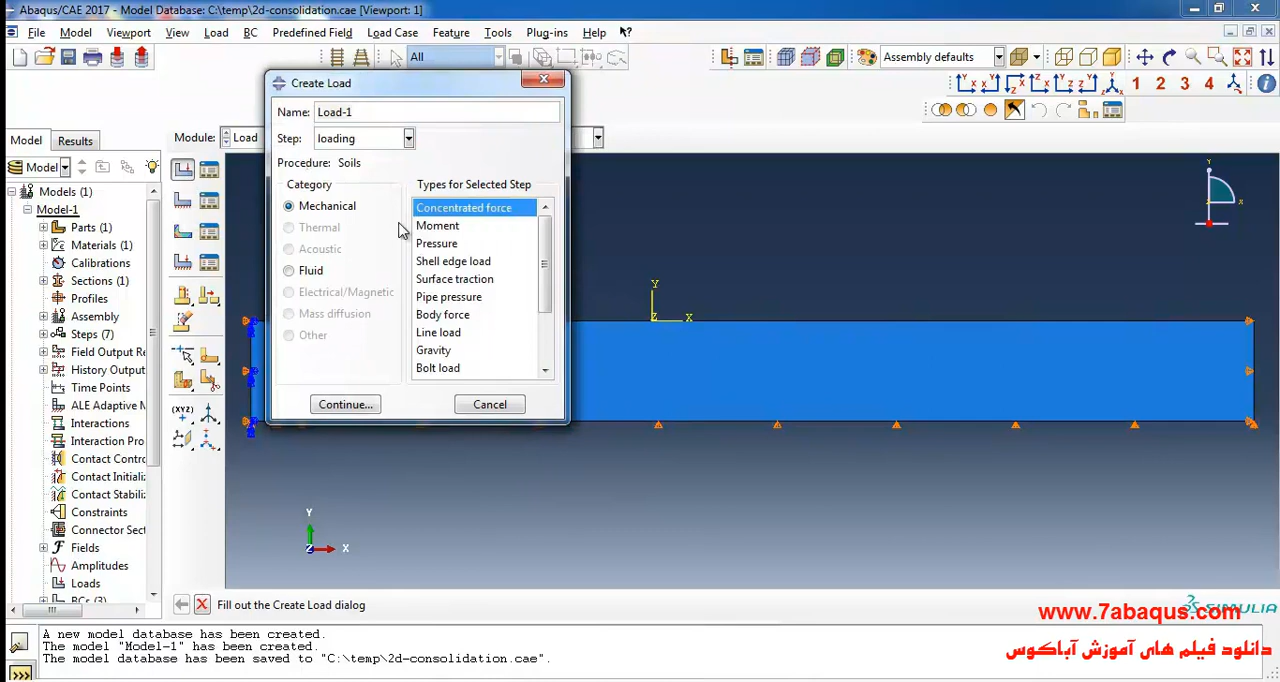 Abaqus/CAE 2017 - Model Database: C:\temp\2d-consolidation.cae [Viewport: 1]
File Model Viewport View Load BC Predefined Field Load Case Feature Tools Plug-ins Help
All Assembly defaults
1 2 3 4
Create Load
Name: Load-1
Step: loading
Procedure: Soils
Category Types for Selected Step
Mechanical
Thermal
Acoustic
Fluid
Electrical/Magnetic
Mass diffusion
Other
Concentrated force
Moment
Pressure
Shell edge load
Surface traction
Pipe pressure
Body force
Line load
Gravity
Bolt load
Continue... Cancel
Model Results
Module: Load
Model
Models (1)
Model-1
Parts (1)
Materials (1)
Calibrations
Sections (1)
Profiles
Assembly
Steps (7)
Field Output Re
History Output
Time Points
ALE Adaptive M
Interactions
Interaction Pro
Contact Contro
Contact Initializ
Contact Stabiliz
Constraints
Connector Sect
Fields
Amplitudes
Loads
BCs (3)
(XYZ)
Y
X
Y
X
Z
Y
X
Z
Fill out the Create Load dialog
SIMULIA
www.7abaqus.com
دانلود فیلم های آموزش آباکوس
A new model database has been created.
The model "Model-1" has been created.
The model database has been saved to "C:\temp\2d-consolidation.cae".
>>>